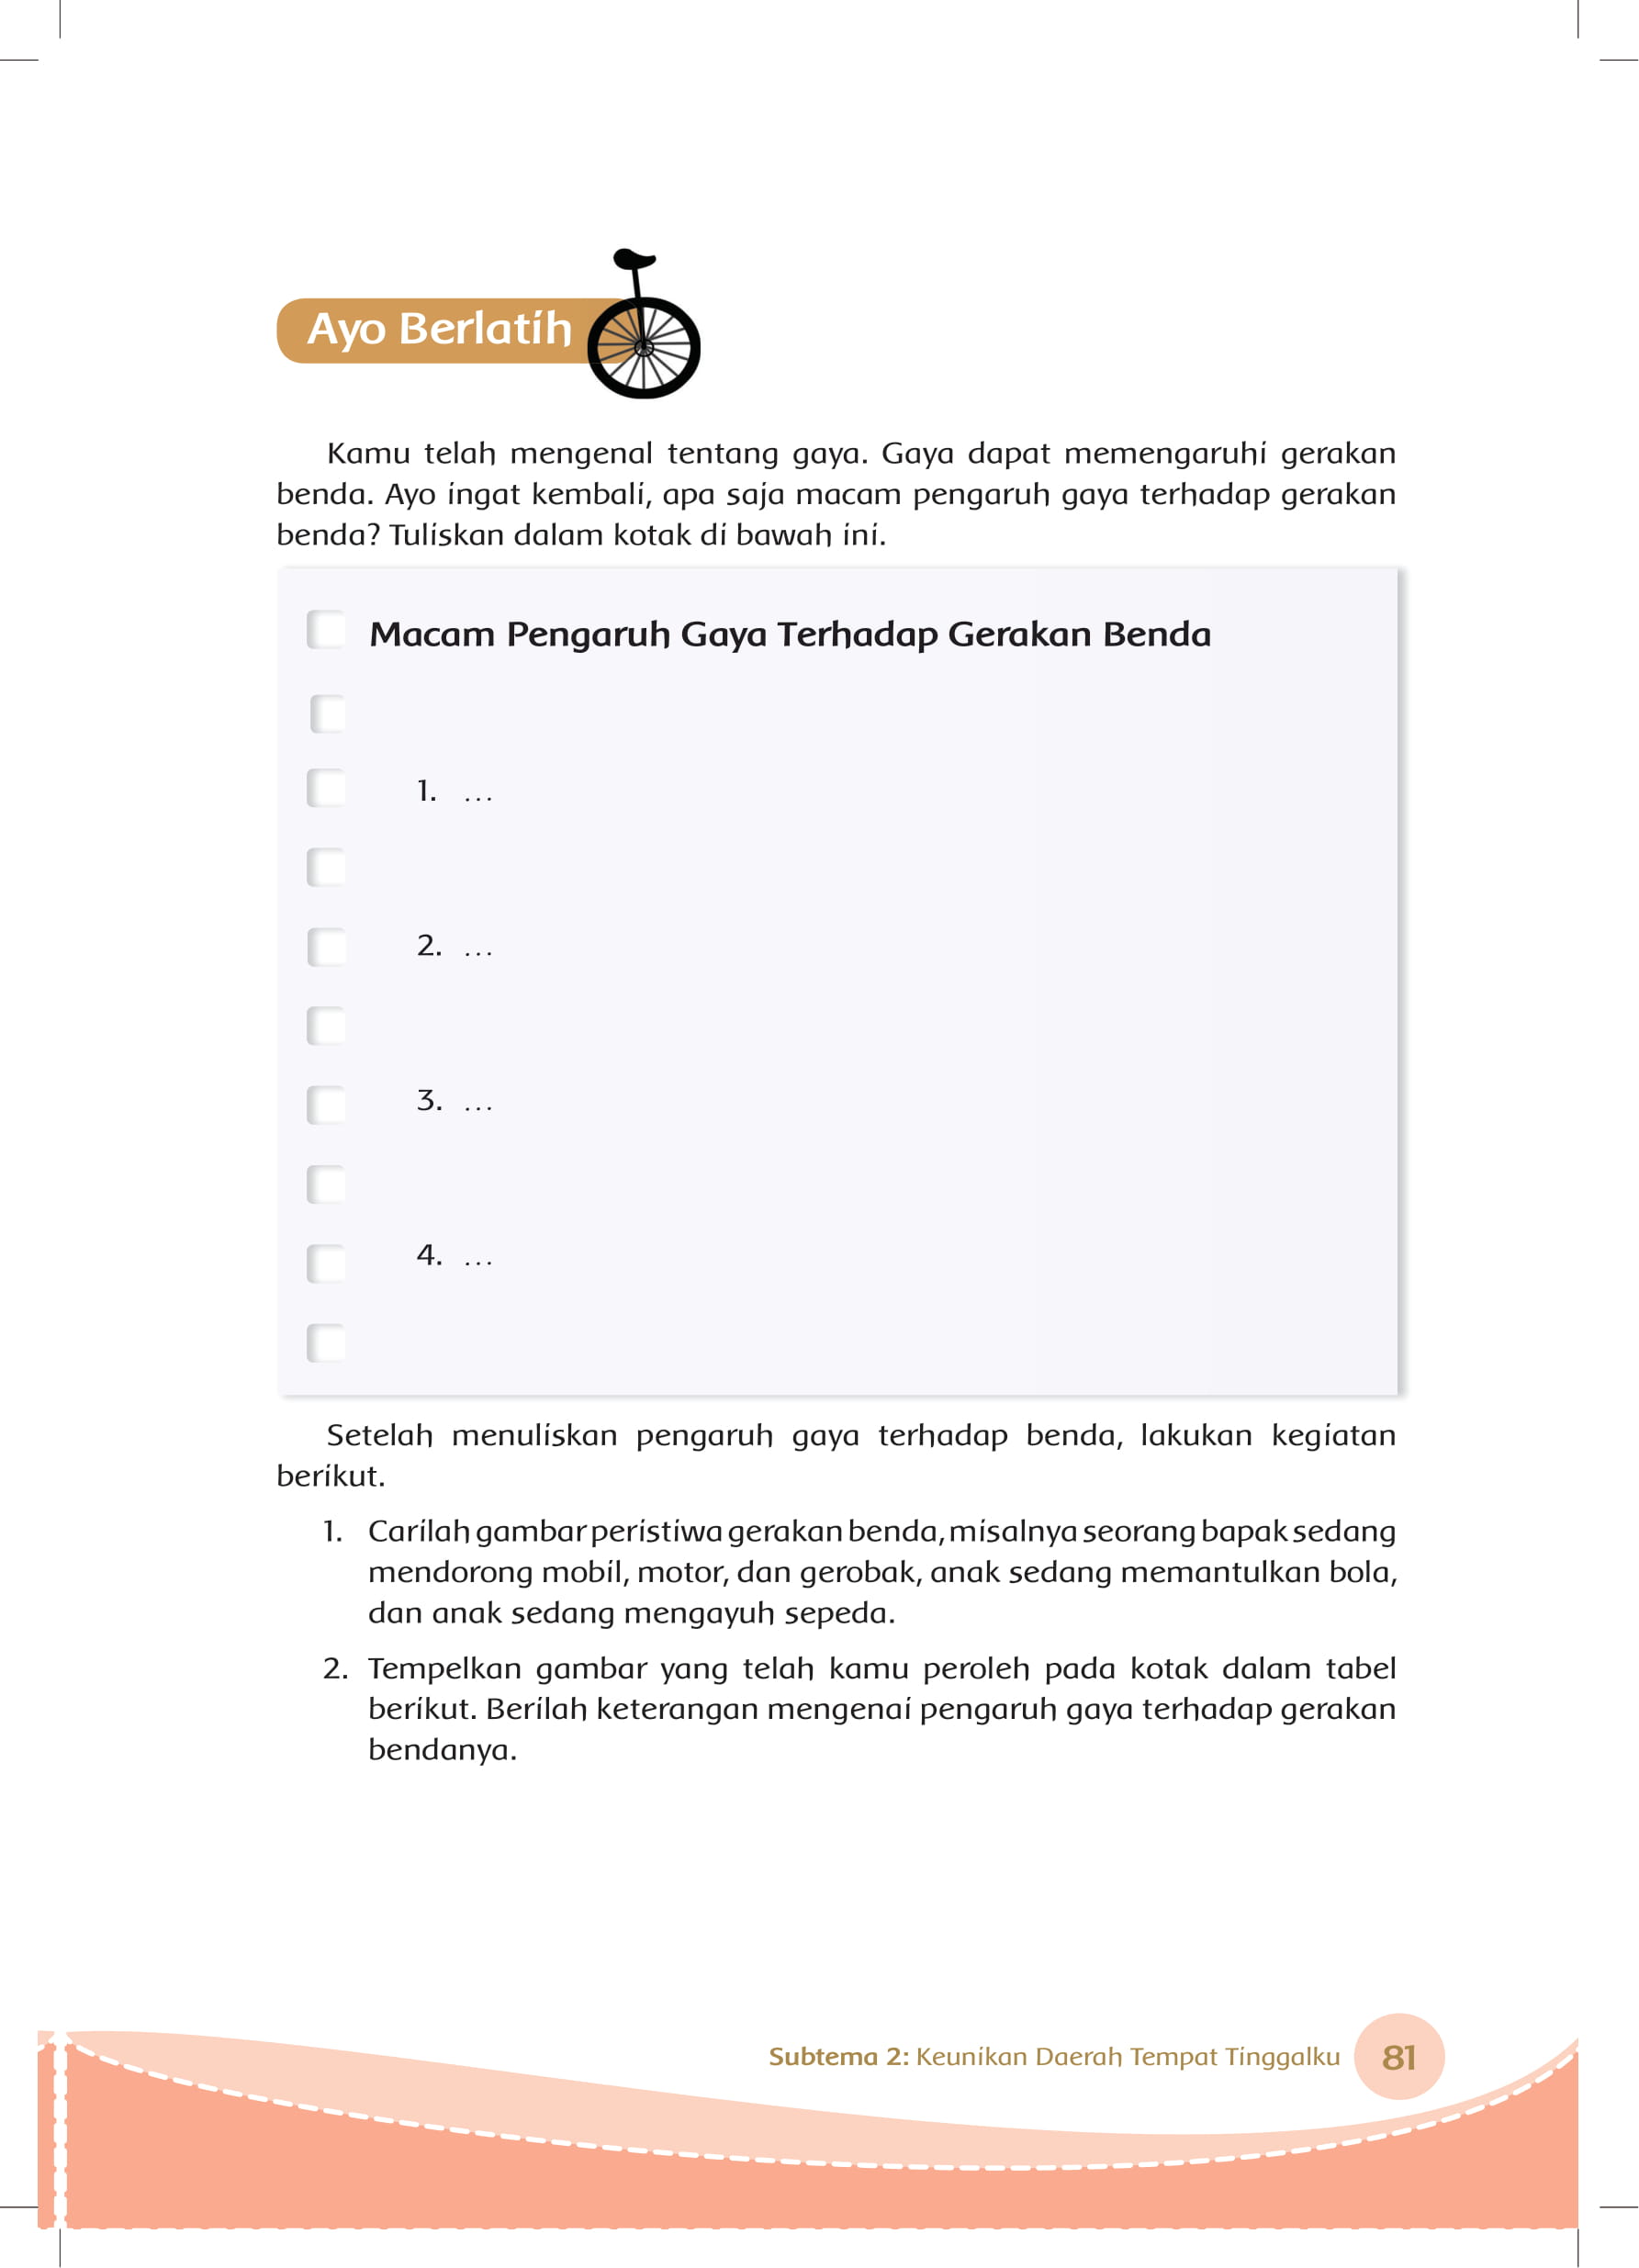 Ayo Berlatih
Kamu telah mengenal tentang gaya. Gaya dapat memengaruhi gerakan
benda. Ayo ingat kembali, apa saja macam pengaruh gaya terhadap gerakan
benda? Tuliskan dalam kotak di bawah ini.
Macam Pengaruh Gaya Terhadap Gerakan Benda
1. ...
2. ...
3. ...
4. ...
Setelah menuliskan pengaruh gaya terhadap benda, lakukan kegiatan
berikut.
1. Carilah gambar peristiwa gerakan benda, misalnya seorang bapak sedang
mendorong mobil, motor, dan gerobak, anak sedang memantulkan bola,
dan anak sedang mengayuh sepeda.
2. Tempelkan gambar yang telah kamu peroleh pada kotak dalam tabel
berikut. Berilah keterangan mengenai pengaruh gaya terhadap gerakan
bendanya.
Subtema 2: Keunikan Daerah Tempat Tinggalku 81